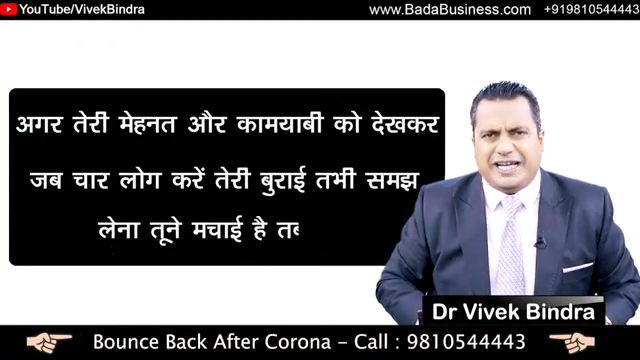 YouTube/VivekBindra
www.BadaBusiness.com
+919810544443
अगर तेरी मेहनत और कामयाबी को देखकर
जब चार लोग करें तेरी बुराई तभी समझ
लेना तूने मचाई है तब
Dr Vivek Bindra
Bounce Back After Corona – Call : 9810544443